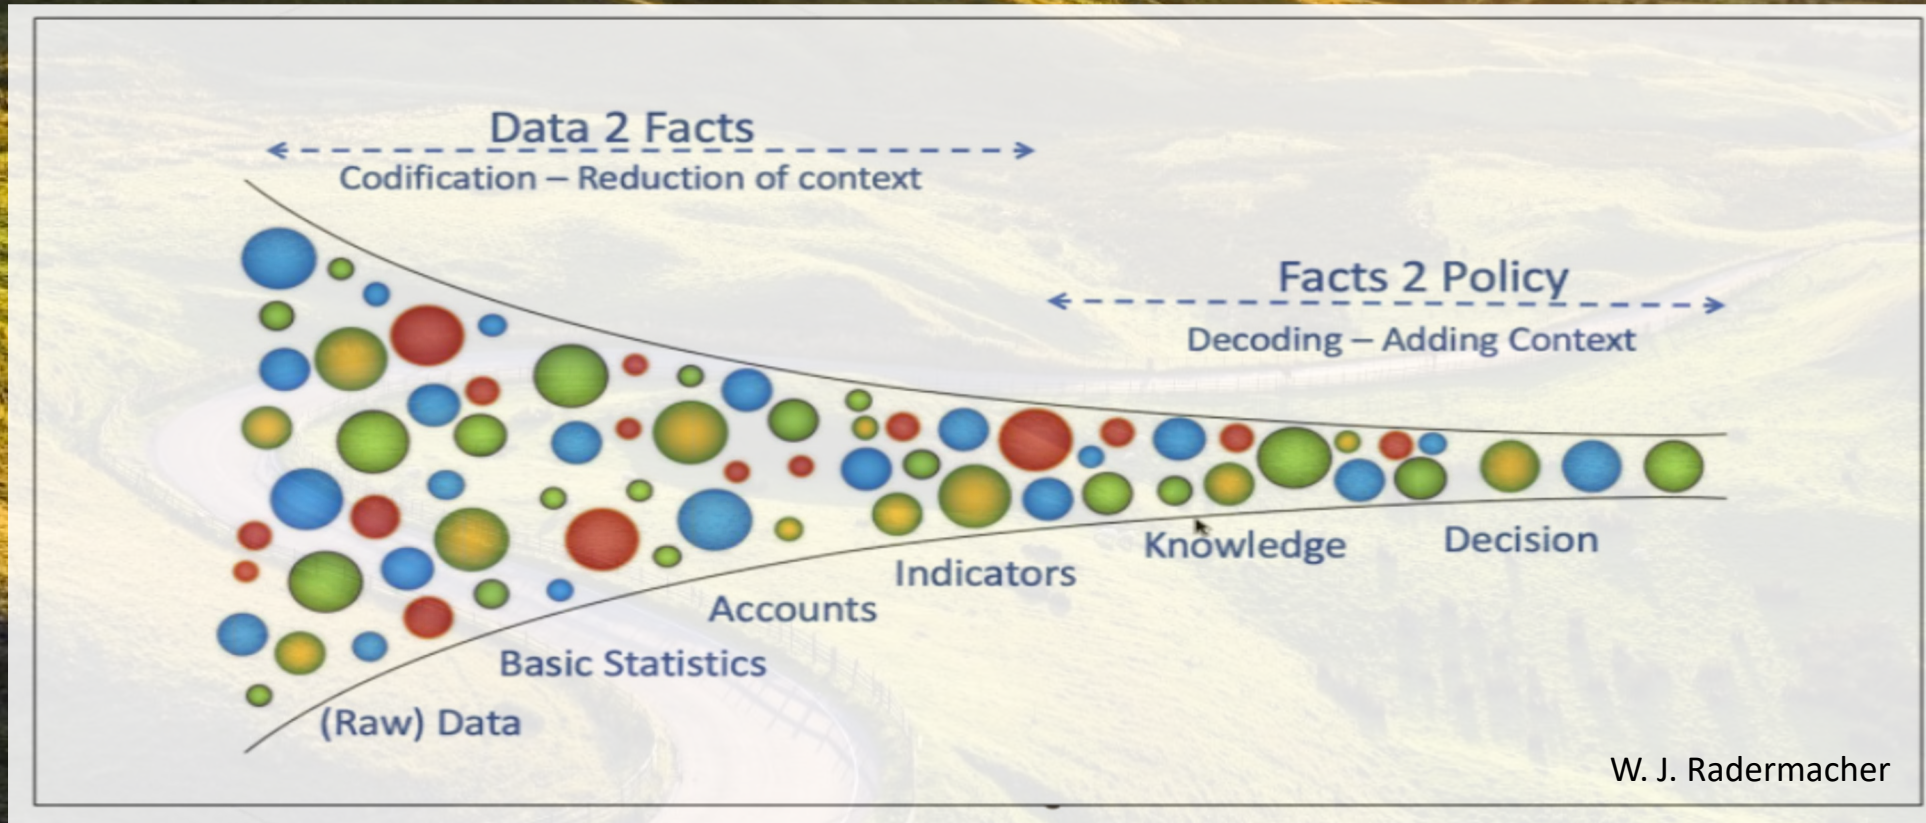 Data 2 Facts
Codification – Reduction of context
Facts 2 Policy
Decoding – Adding Context
Decision
Knowledge
Indicators
Accounts
Basic Statistics
(Raw) Data
W. J. Radermacher